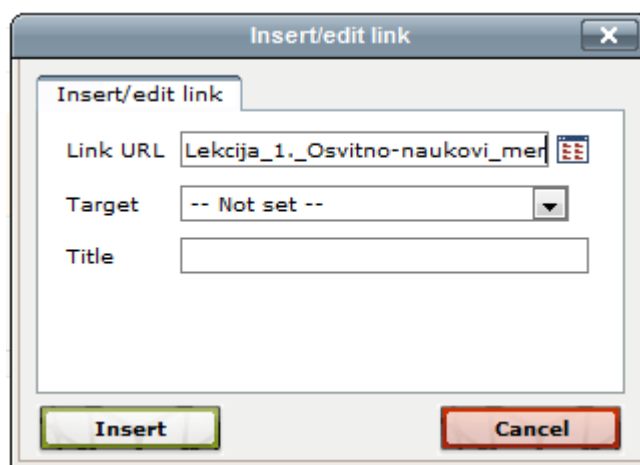 Insert/edit link
Insert/edit link
Link URL Lekcija_1._Osvitno-naukovi_mer
Target -- Not set --
Title
Insert Cancel